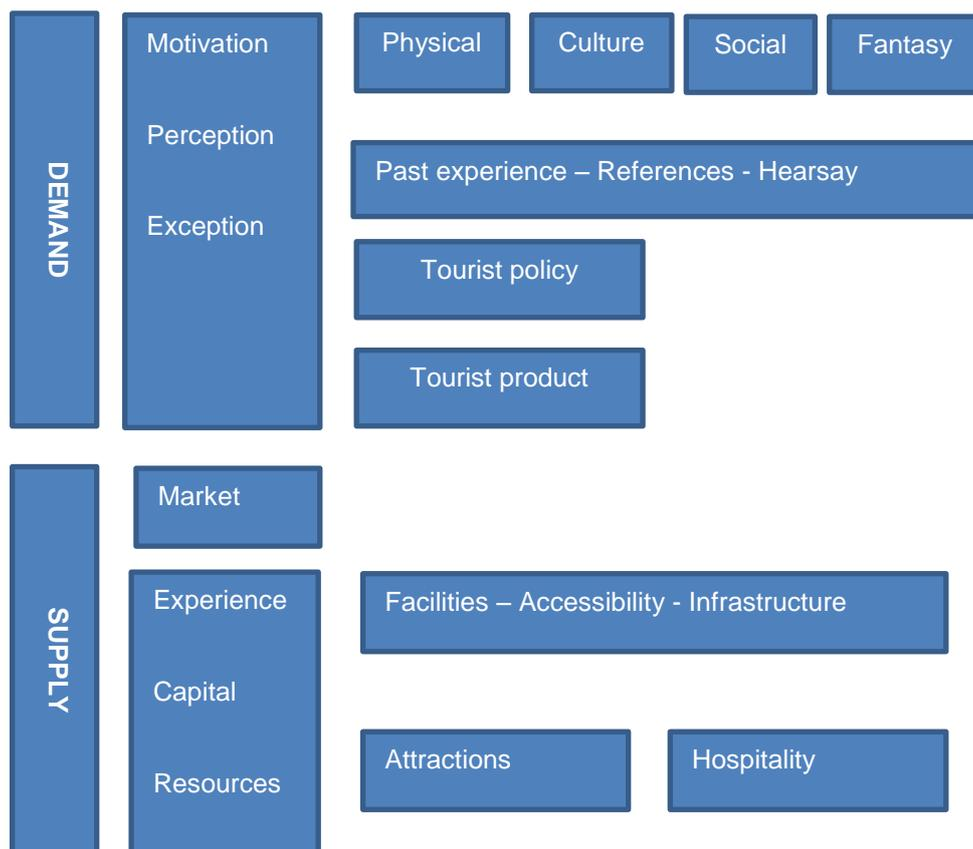 DEMAND
Motivation
Perception
Exception
Physical
Culture
Social
Fantasy
Past experience – References - Hearsay
Tourist policy
Tourist product
SUPPLY
Market
Experience
Capital
Resources
Facilities – Accessibility - Infrastructure
Attractions
Hospitality